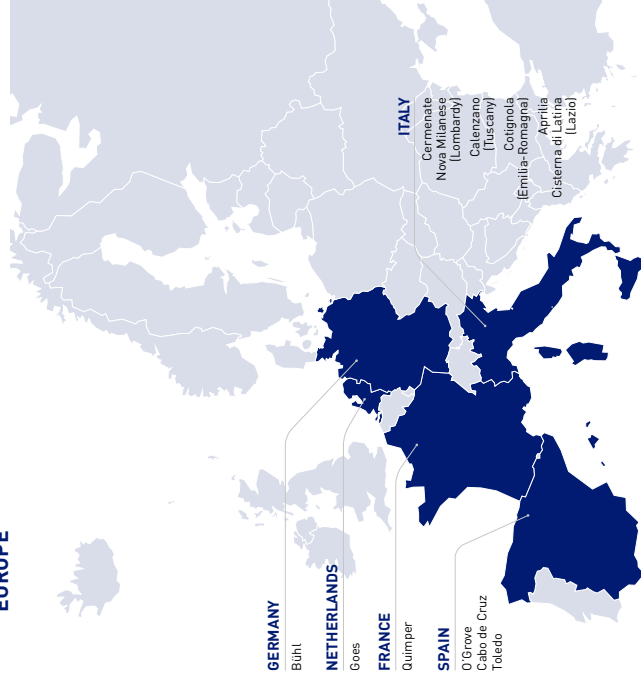 EUROPE
GERMANY
Bühl
NETHERLANDS
Goes
FRANCE
Quimper
SPAIN
O'Grove
Cabo de Cruz
Toledo
ITALY
Cermenate
Nova Milanese
(Lombardy)
Calenzano
(Tuscany)
Cotignola
(Emilia-Romagna)
Aprilia
Cisterna di Latina
(Lazio)